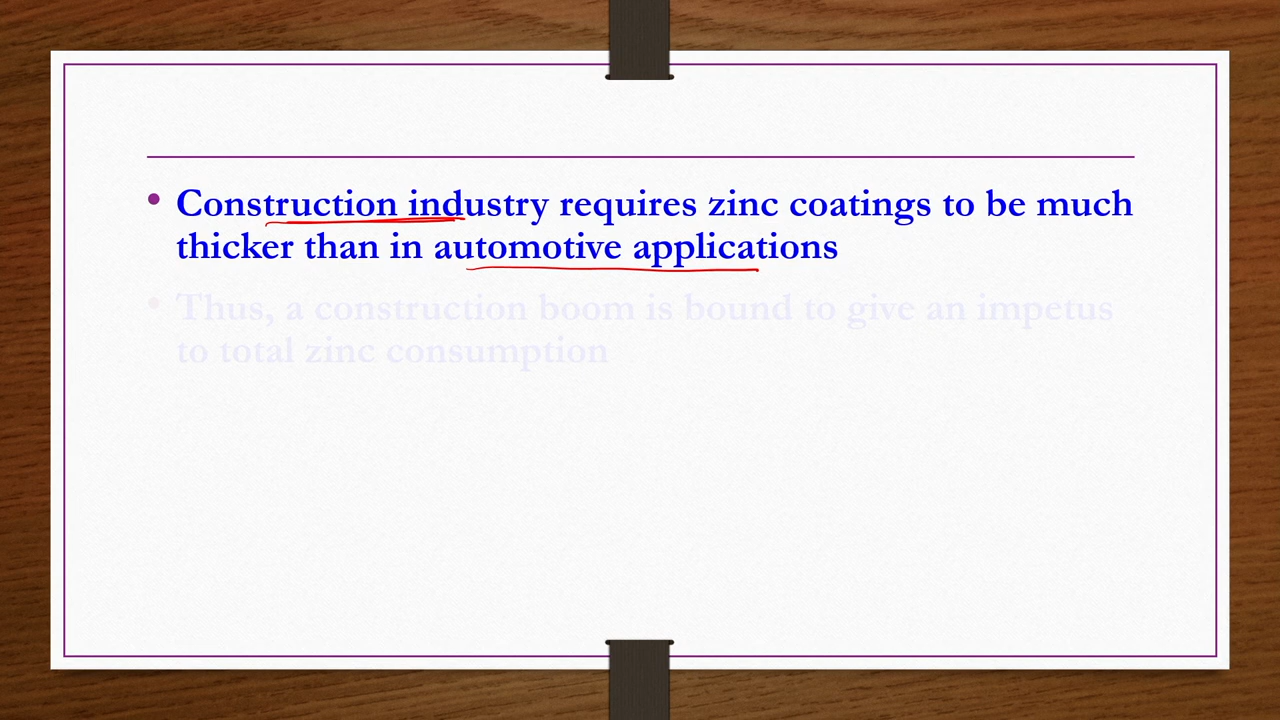 • Construction industry requires zinc coatings to be much
thicker than in automotive applications
• Thus, a construction boom is bound to give an impetus
to total zinc consumption